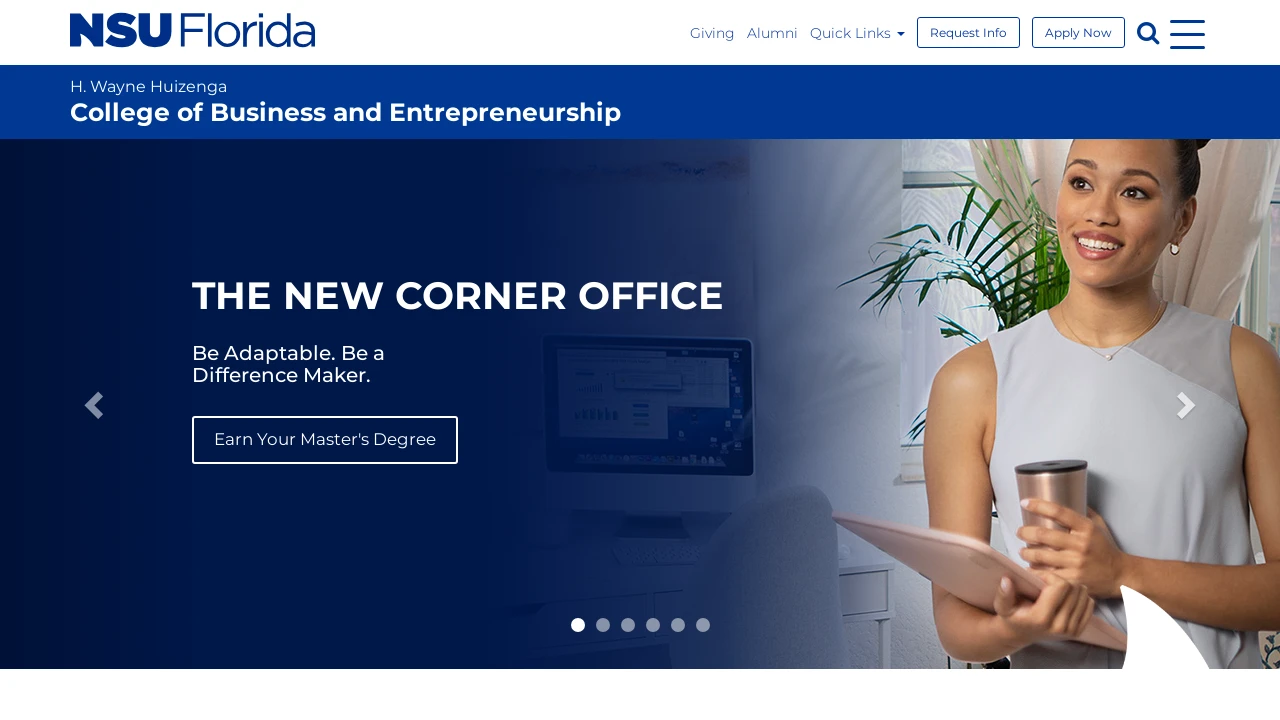 NSU Florida
Giving
Alumni
Quick Links
Request Info
Apply Now
H. Wayne Huizenga
College of Business and Entrepreneurship
THE NEW CORNER OFFICE
Be Adaptable. Be a
Difference Maker.
Earn Your Master's Degree